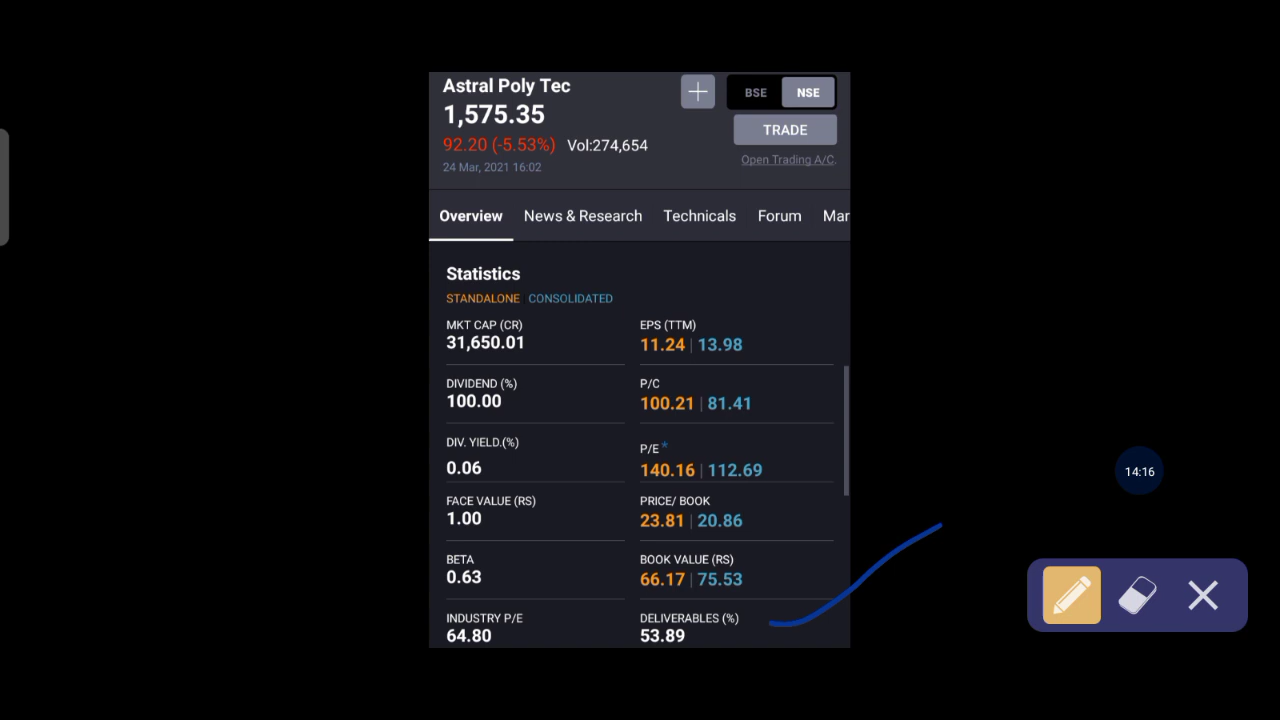 Astral Poly Tec
BSE NSE
1,575.35
TRADE
92.20 (-5.53%) Vol:274,654
Open Trading A/C.
24 Mar, 2021 16:02
Overview News & Research Technicals Forum Mar
Statistics
STANDALONE CONSOLIDATED
MKT CAP (CR) EPS (TTM)
31,650.01 11.24 | 13.98
DIVIDEND (%) P/C
100.00 100.21 | 81.41
DIV. YIELD.(%) P/E*
0.06 140.16 | 112.69
FACE VALUE (RS) PRICE/ BOOK
1.00 23.81 | 20.86
BETA BOOK VALUE (RS)
0.63 66.17 | 75.53
INDUSTRY P/E DELIVERABLES (%)
64.80 53.89
14:16